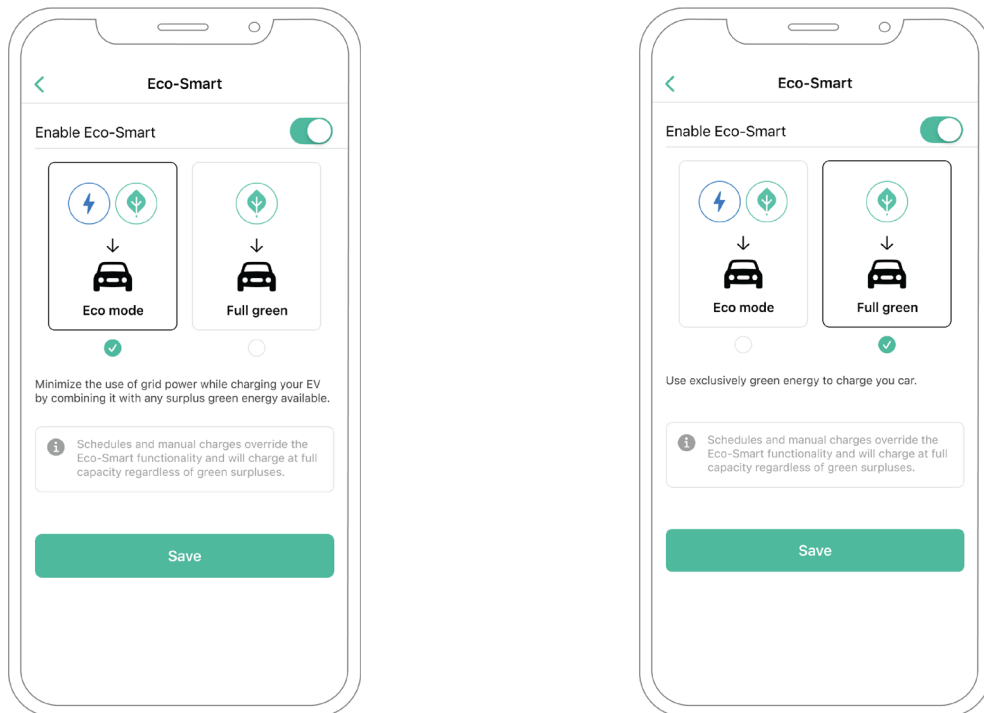 Eco-Smart
Enable Eco-Smart
Eco mode
Full green
Minimize the use of grid power while charging your EV
by combining it with any surplus green energy available.
Schedules and manual charges override the
Eco-Smart functionality and will charge at full
capacity regardless of green surpluses.
Save
Eco-Smart
Enable Eco-Smart
Eco mode
Full green
Use exclusively green energy to charge you car.
Schedules and manual charges override the
Eco-Smart functionality and will charge at full
capacity regardless of green surpluses.
Save